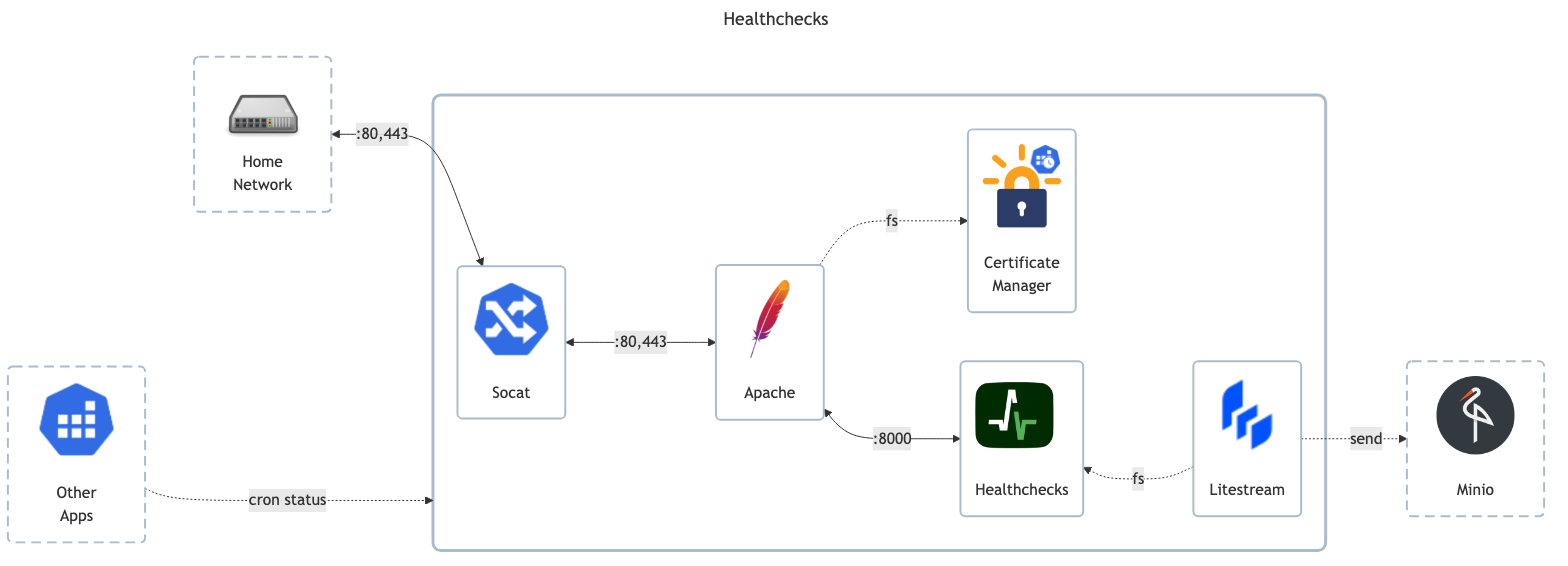 Healthchecks
Home
Network
:80,443
fs
Certificate
Manager
Socat
:80,443
Apache
:8000
Healthchecks
fs
Litestream
send
Minio
Other
Apps
cron status